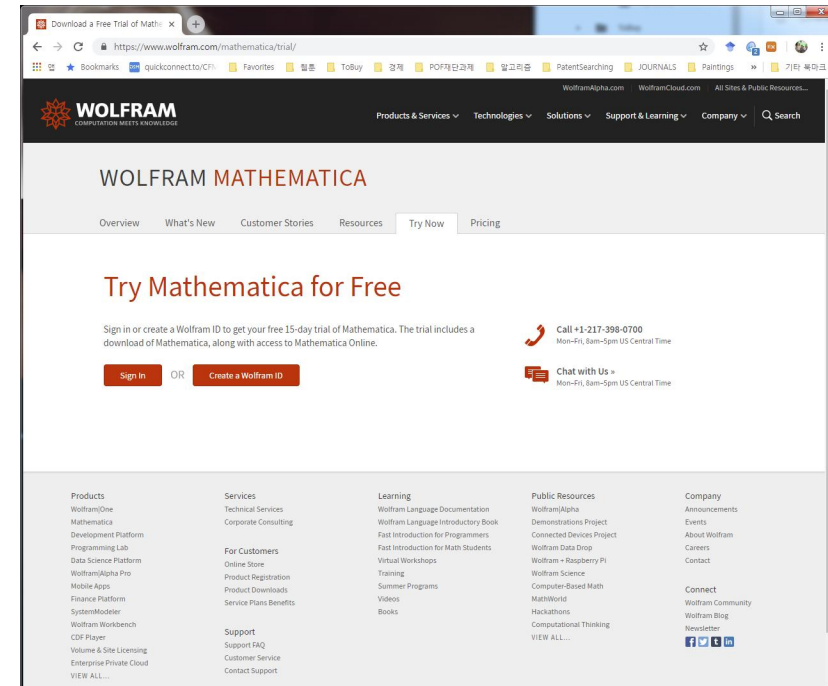 Download a Free Trial of Mathe
https://www.wolfram.com/mathematica/trial/
앱 Bookmarks quickconnect.to/CFN Favorites 웹툰 ToBuy 경제 POF재단과제 알고리즘 PatentSearching JOURNALS Paintings » 기타 북마크
WolframAlpha.com WolframCloud.com All Sites & Public Resources...
WOLFRAM
COMPUTATION MEETS KNOWLEDGE
Products & Services Technologies Solutions Support & Learning Company Search
WOLFRAM MATHEMATICA
Overview What's New Customer Stories Resources Try Now Pricing
Try Mathematica for Free
Sign in or create a Wolfram ID to get your free 15-day trial of Mathematica. The trial includes a
download of Mathematica, along with access to Mathematica Online.
Sign In OR Create a Wolfram ID
Call +1-217-398-0700
Mon–Fri, 8am–5pm US Central Time
Chat with Us »
Mon–Fri, 8am–5pm US Central Time
Products
Wolfram|One
Mathematica
Development Platform
Programming Lab
Data Science Platform
Wolfram|Alpha Pro
Mobile Apps
Finance Platform
SystemModeler
Wolfram Workbench
CDF Player
Volume & Site Licensing
Enterprise Private Cloud
VIEW ALL...
Services
Technical Services
Corporate Consulting
For Customers
Online Store
Product Registration
Product Downloads
Service Plans Benefits
Support
Support FAQ
Customer Service
Contact Support
Learning
Wolfram Language Documentation
Wolfram Language Introductory Book
Fast Introduction for Programmers
Fast Introduction for Math Students
Virtual Workshops
Training
Summer Programs
Videos
Books
Public Resources
Wolfram|Alpha
Demonstrations Project
Connected Devices Project
Wolfram Data Drop
Wolfram + Raspberry Pi
Wolfram Science
Computer-Based Math
MathWorld
Hackathons
Computational Thinking
VIEW ALL...
Company
Announcements
Events
About Wolfram
Careers
Contact
Connect
Wolfram Community
Wolfram Blog
Newsletter